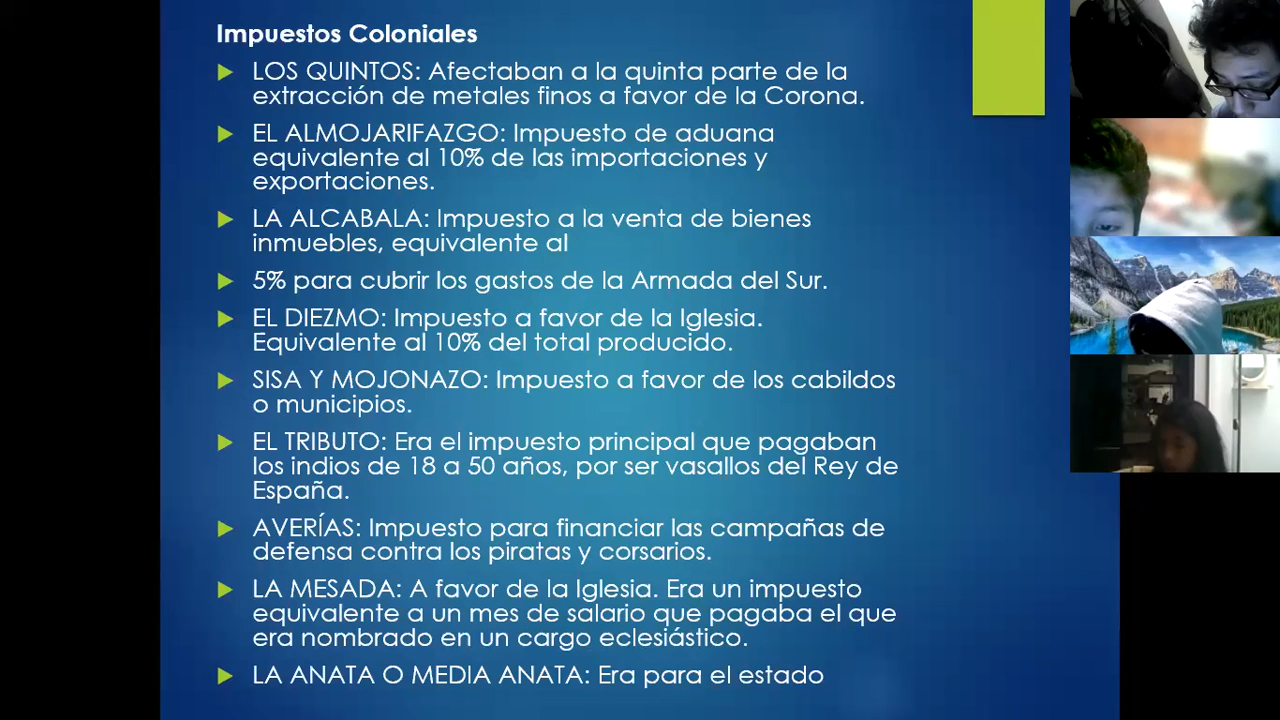 Impuestos Coloniales
LOS QUINTOS: Afectaban a la quinta parte de la
extracción de metales finos a favor de la Corona.
EL ALMOJARIFAZGO: Impuesto de aduana
equivalente al 10% de las importaciones y
exportaciones.
LA ALCABALA: Impuesto a la venta de bienes
inmuebles, equivalente al
5% para cubrir los gastos de la Armada del Sur.
EL DIEZMO: Impuesto a favor de la Iglesia.
Equivalente al 10% del total producido.
SISA Y MOJONAZO: Impuesto a favor de los cabildos
o municipios.
EL TRIBUTO: Era el impuesto principal que pagaban
los indios de 18 a 50 años, por ser vasallos del Rey de
España.
AVERÍAS: Impuesto para financiar las campañas de
defensa contra los piratas y corsarios.
LA MESADA: A favor de la Iglesia. Era un impuesto
equivalente a un mes de salario que pagaba el que
era nombrado en un cargo eclesiástico.
LA ANATA O MEDIA ANATA: Era para el estado